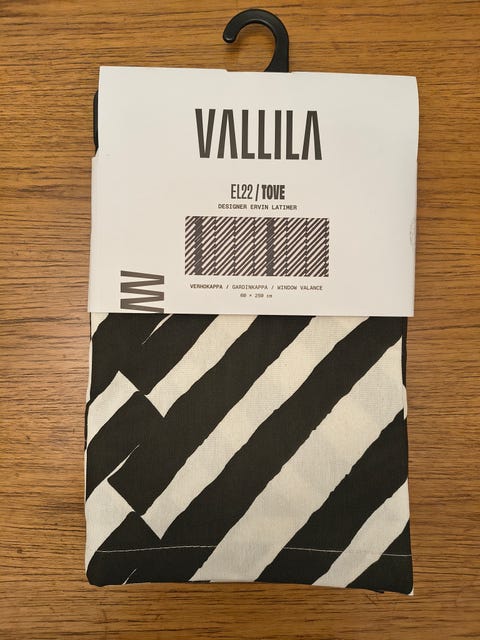 VALLILA
EL22 / TOVE
DESIGNER ERVIN LATIMER
VERHOKAPPA / GARDINKAPPA / WINDOW VALANCE
60 × 250 cm